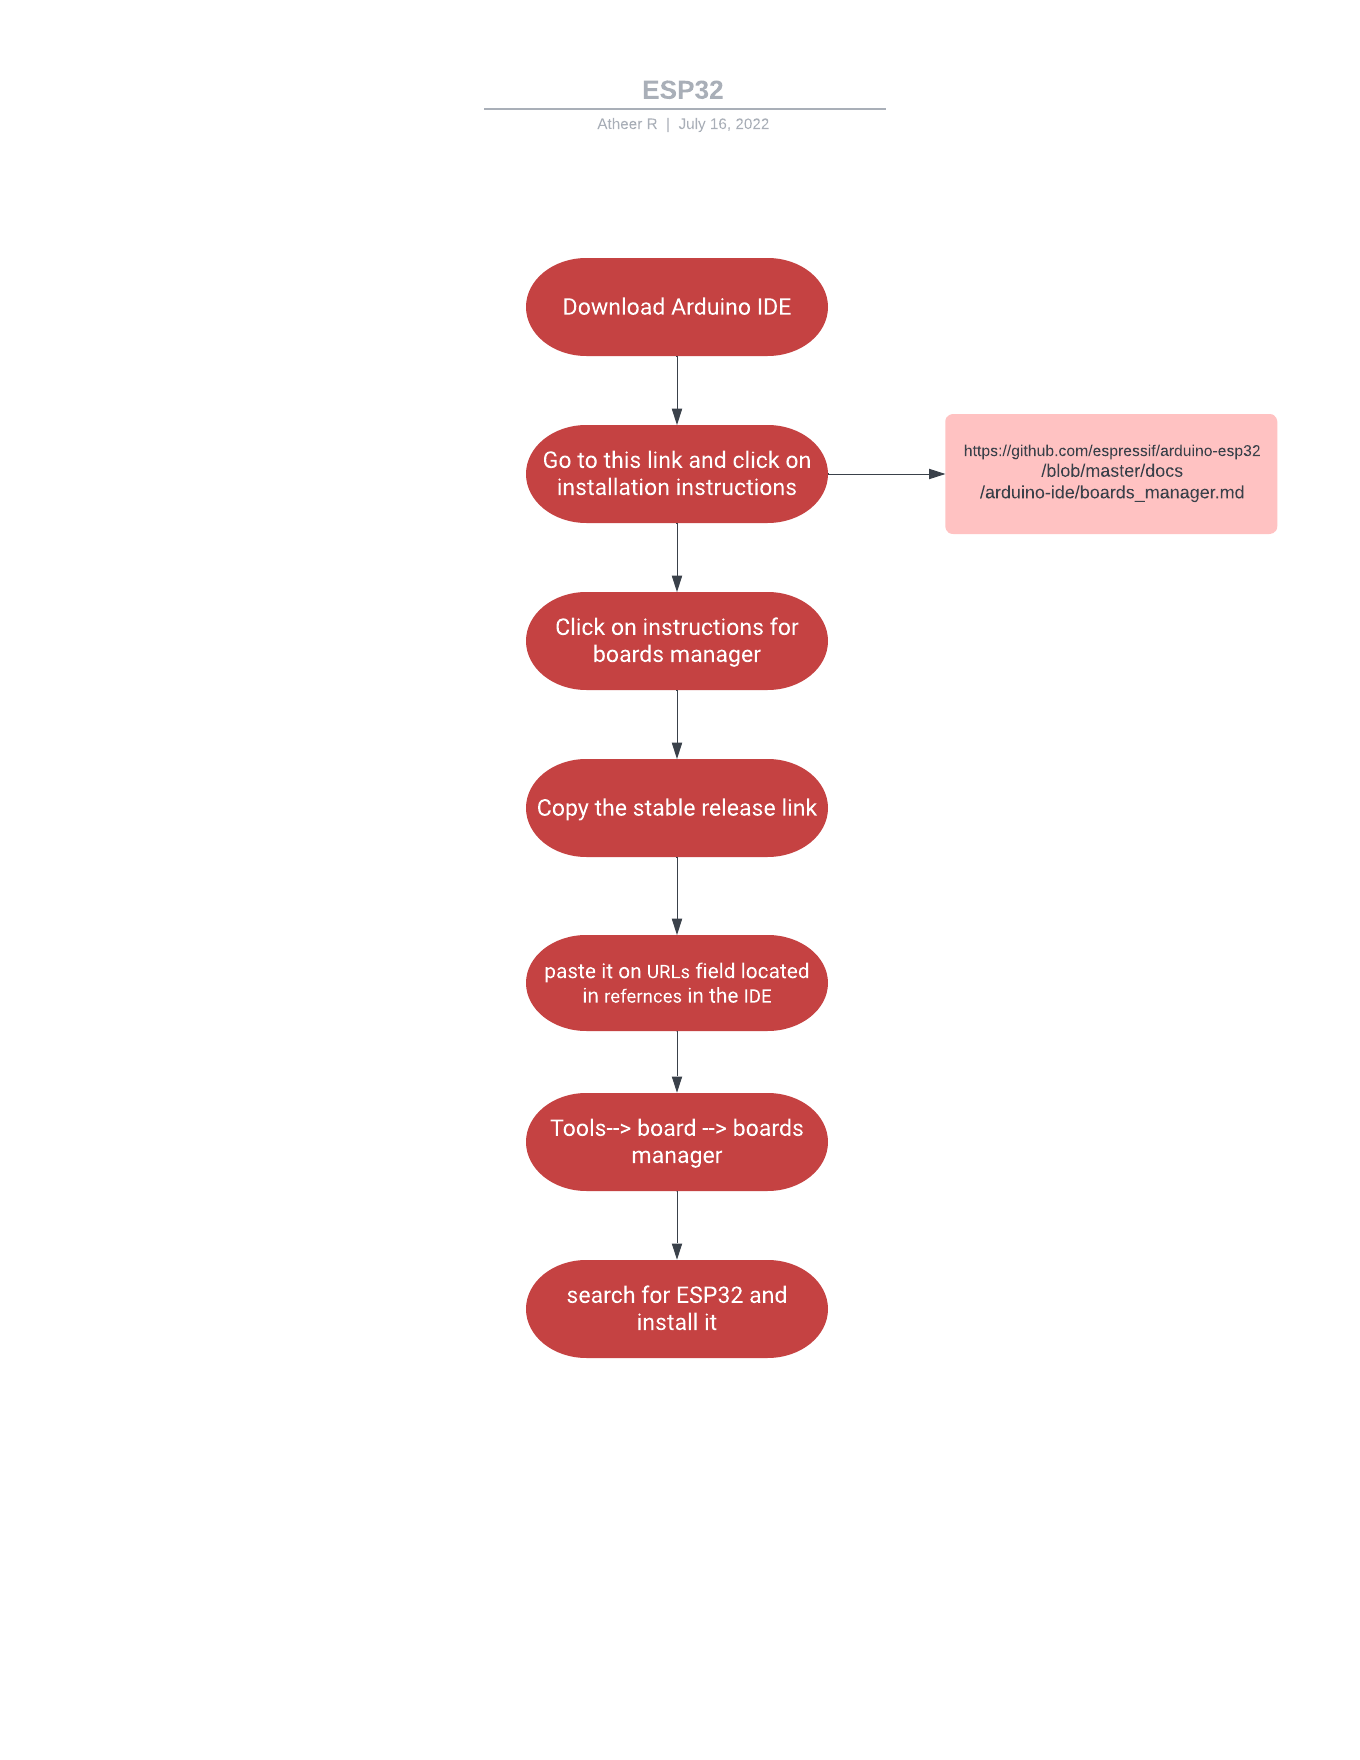 ESP32
Atheer R | July 16, 2022
Download Arduino IDE
Go to this link and click on
installation instructions
https://github.com/espressif/arduino-esp32
/blob/master/docs
/arduino-ide/boards_manager.md
Click on instructions for
boards manager
Copy the stable release link
paste it on URLs field located
in refernces in the IDE
Tools--> board --> boards
manager
search for ESP32 and
install it